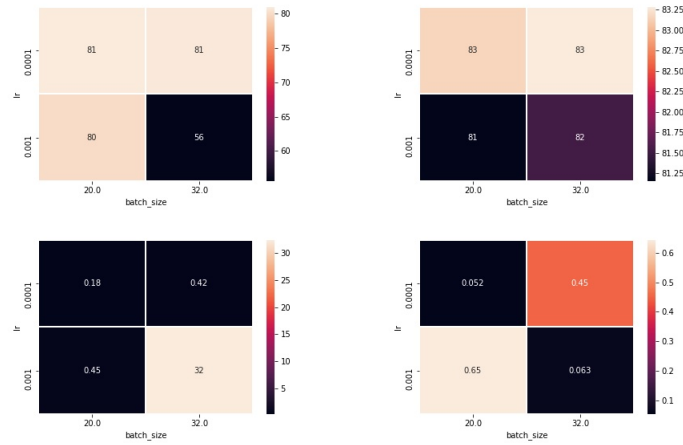 0.0001 81 81
lr
0.001 80 56
20.0 32.0
batch_size
80
75
70
65
60
0.0001 83 83
lr
0.001 81 82
20.0 32.0
batch_size
83.25
83.00
82.75
82.50
82.25
82.00
81.75
81.50
81.25
0.0001 0.18 0.42
lr
0.001 0.45 32
20.0 32.0
batch_size
30
25
20
15
10
5
0.0001 0.052 0.45
lr
0.001 0.65 0.063
20.0 32.0
batch_size
0.6
0.5
0.4
0.3
0.2
0.1